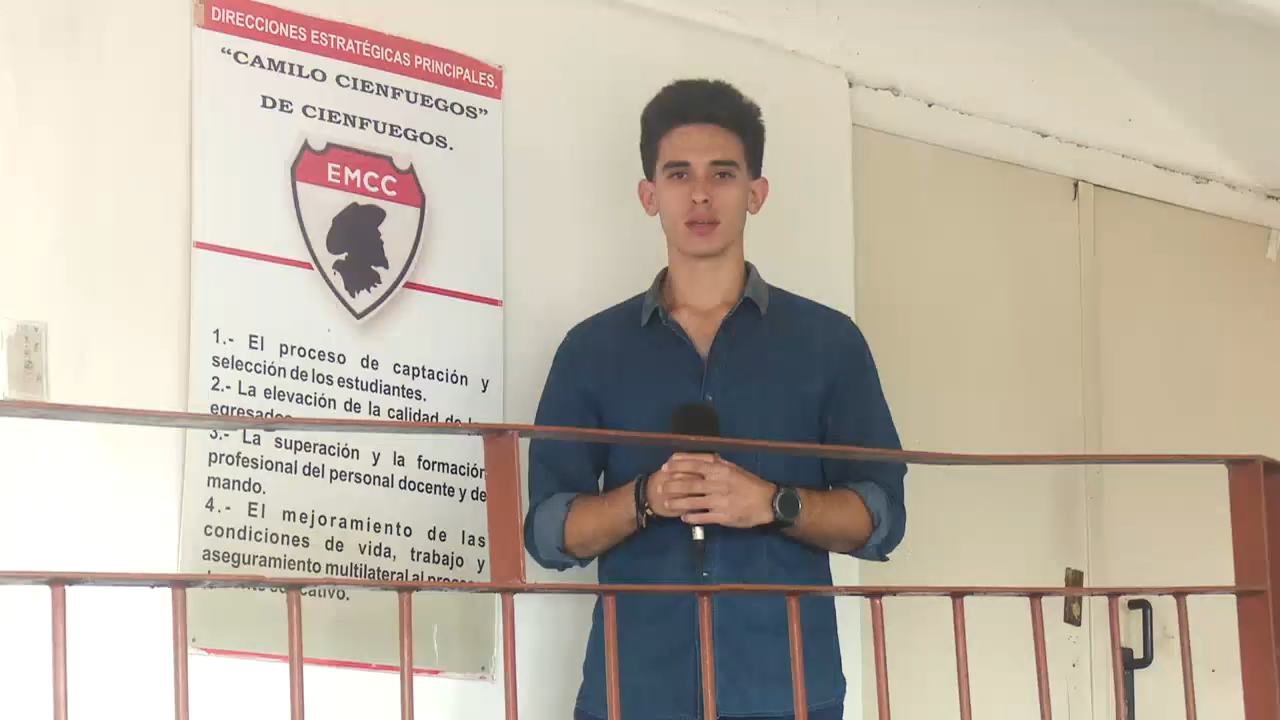 DIRECCIONES ESTRATÉGICAS PRINCIPALES.
“CAMILO CIENFUEGOS”
DE CIENFUEGOS.
EMCC
1.- El proceso de captación y
selección de los estudiantes.
2.- La elevación de la calidad de
egresados
3.- La superación y la formación
profesional del personal docente y de
mando.
4.- El mejoramiento de las
condiciones de vida, trabajo y
aseguramiento multilateral al